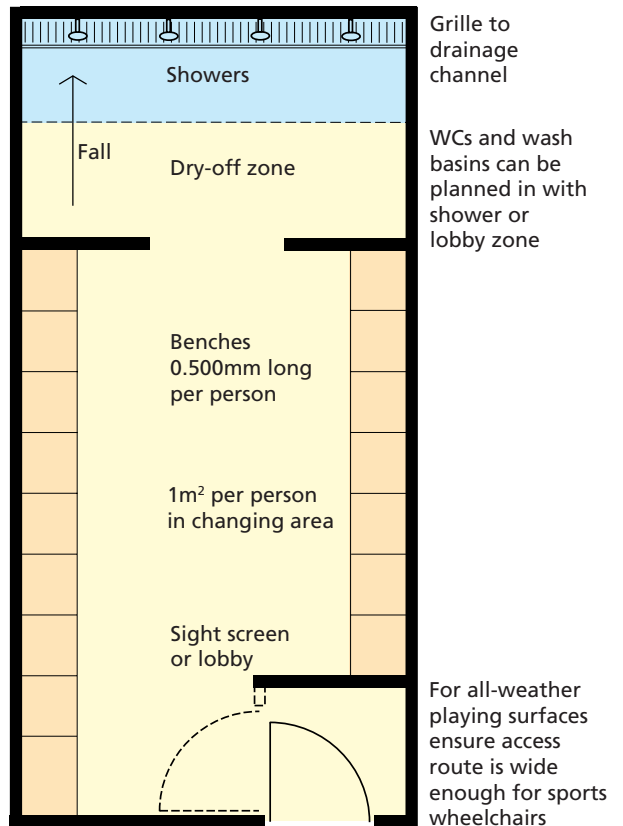 Grille to
drainage
channel
Showers
Fall
WCs and wash
basins can be
planned in with
shower or
lobby zone
Dry-off zone
Benches
0.500mm long
per person
1m² per person
in changing area
Sight screen
or lobby
For all-weather
playing surfaces
ensure access
route is wide
enough for sports
wheelchairs